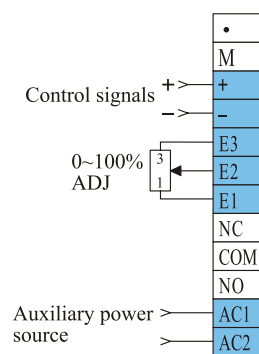 •
M
Control signals + +
− −
E3
0~100% 3 E2
ADJ 1
E1
NC
COM
NO
Auxiliary power AC1
source AC2